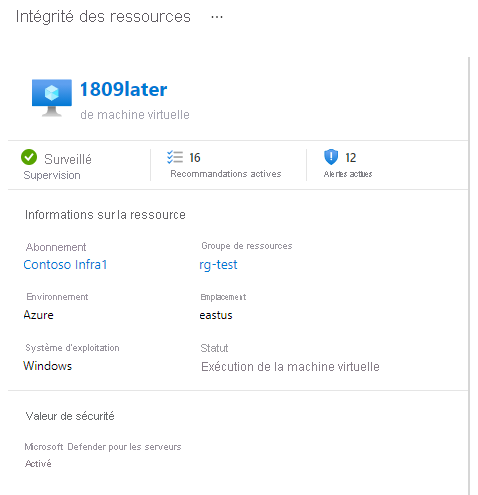 Intégrité des ressources ...
1809later
de machine virtuelle
Surveillé
Supervision
16
Recommandations actives
12
Alertes actives
Informations sur la ressource
Abonnement
Contoso Infra1
Groupe de ressources
rg-test
Environnement
Azure
Emplacement
eastus
Système d'exploitation
Windows
Statut
Exécution de la machine virtuelle
Valeur de sécurité
Microsoft Defender pour les serveurs
Activé